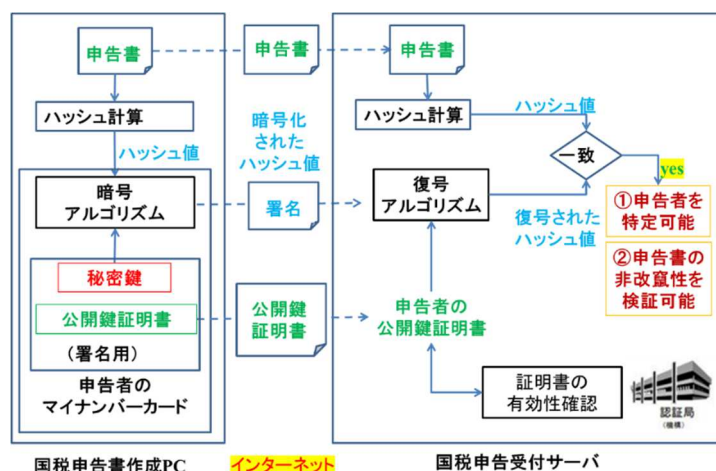 申告書
申告書
申告書
ハッシュ計算
ハッシュ計算
ハッシュ値
ハッシュ値
暗号化
された
ハッシュ値
一致
yes
暗号
アルゴリズム
署名
復号
アルゴリズム
復号された
ハッシュ値
①申告者を
特定可能
②申告書の
非改竄性を
検証可能
秘密鍵
公開鍵証明書
(署名用)
公開鍵
証明書
申告者の
公開鍵証明書
申告者の
マイナンバーカード
証明書の
有効性確認
認証局
(機構)
国税申告書作成PC
インターネット
国税申告受付サーバ